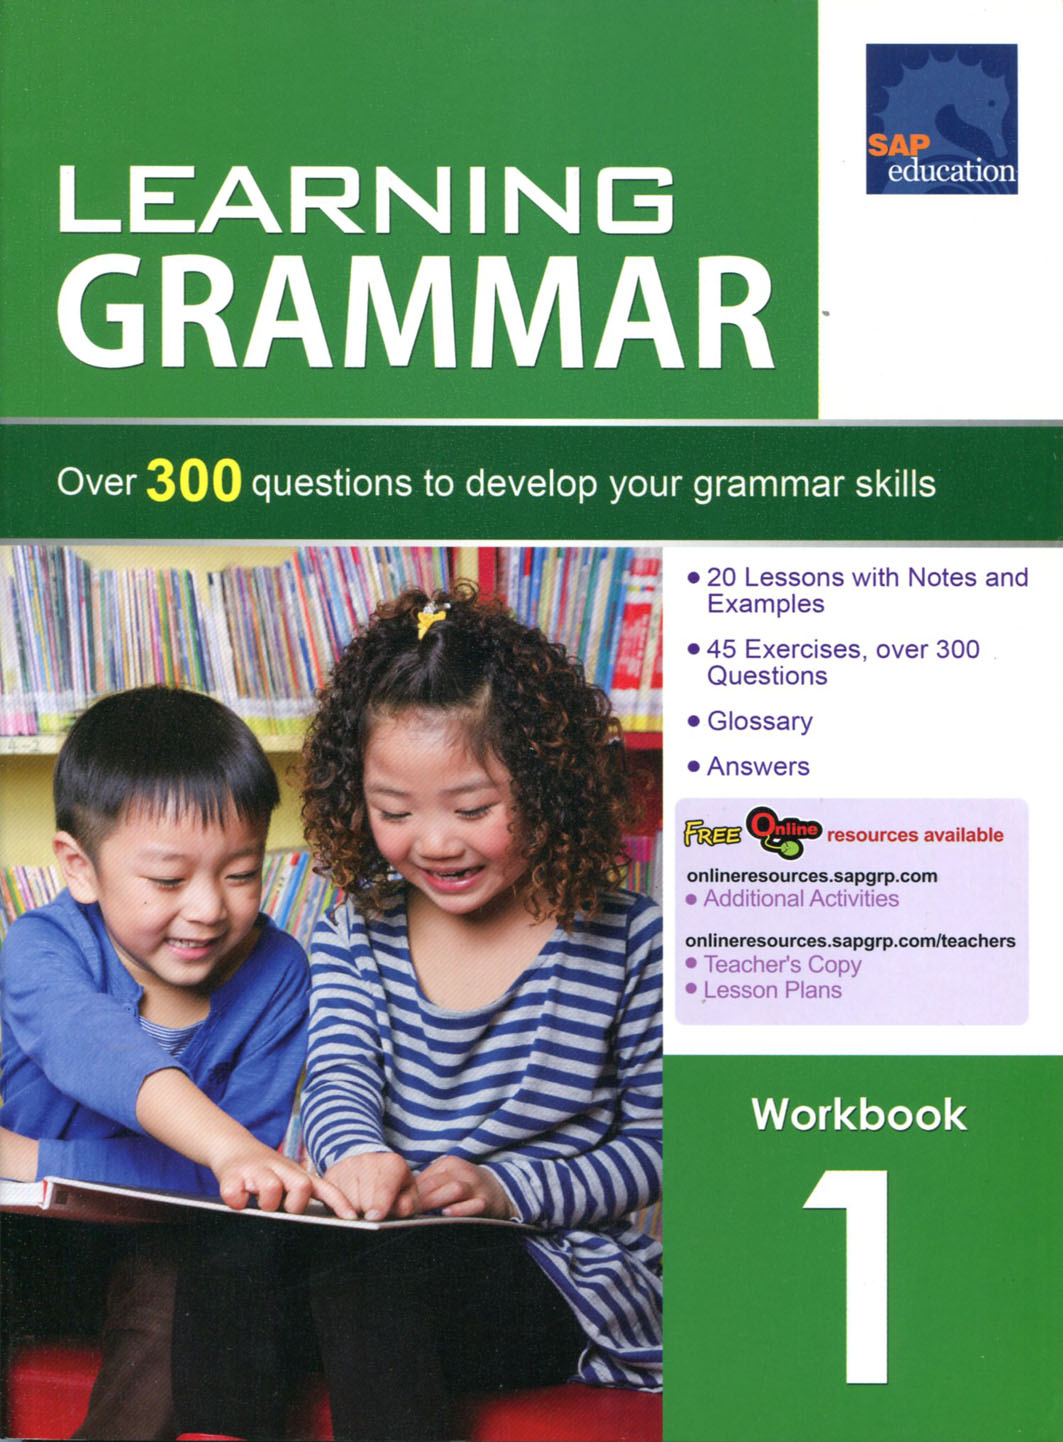 SAP
education
LEARNING
GRAMMAR
Over 300 questions to develop your grammar skills
• 20 Lessons with Notes and
Examples
• 45 Exercises, over 300
Questions
• Glossary
• Answers
FREE Online resources available
onlineresources.sapgrp.com
• Additional Activities
onlineresources.sapgrp.com/teachers
• Teacher's Copy
• Lesson Plans
Workbook
1